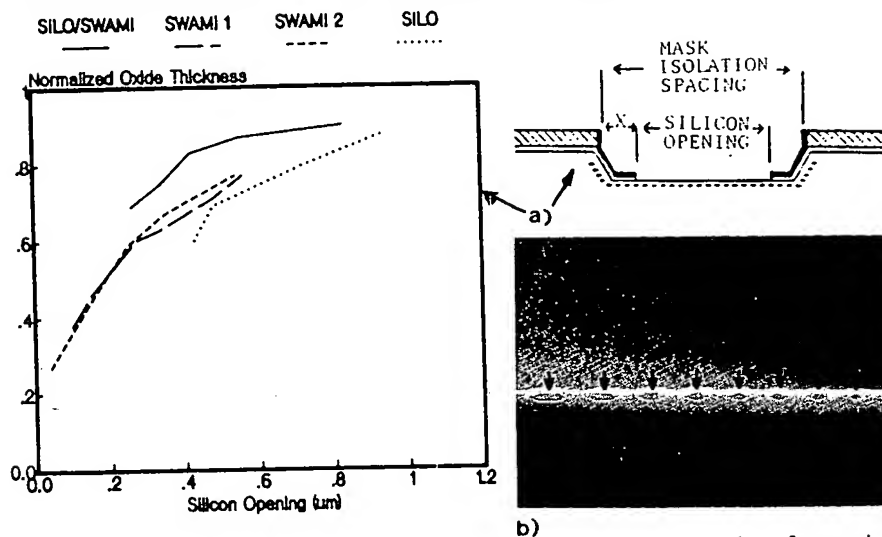 SILO/SWAMI SWAMI 1 SWAMI 2 SILO
Normalized Oxide Thickness
1
.8
.6
.4
.2
0.0
0.0 .2 .4 .6 .8 1 1.2
Silicon Opening (um)
MASK
ISOLATION
SPACING
X
SILICON
OPENING
a)
b)